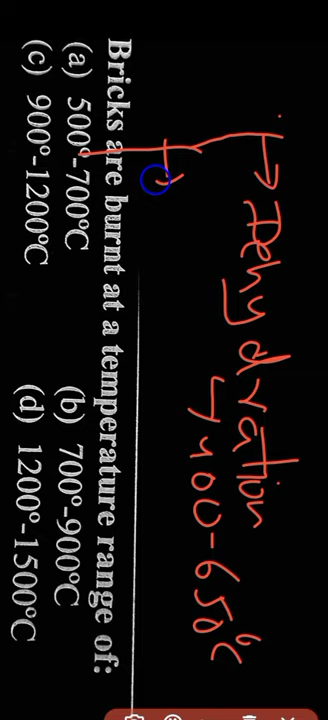 Dehydration
↳ 400-650°C
Bricks are burnt at a temperature range of:
(a) 500°-700°C (b) 700°-900°C
(c) 900°-1200°C (d) 1200°-1500°C